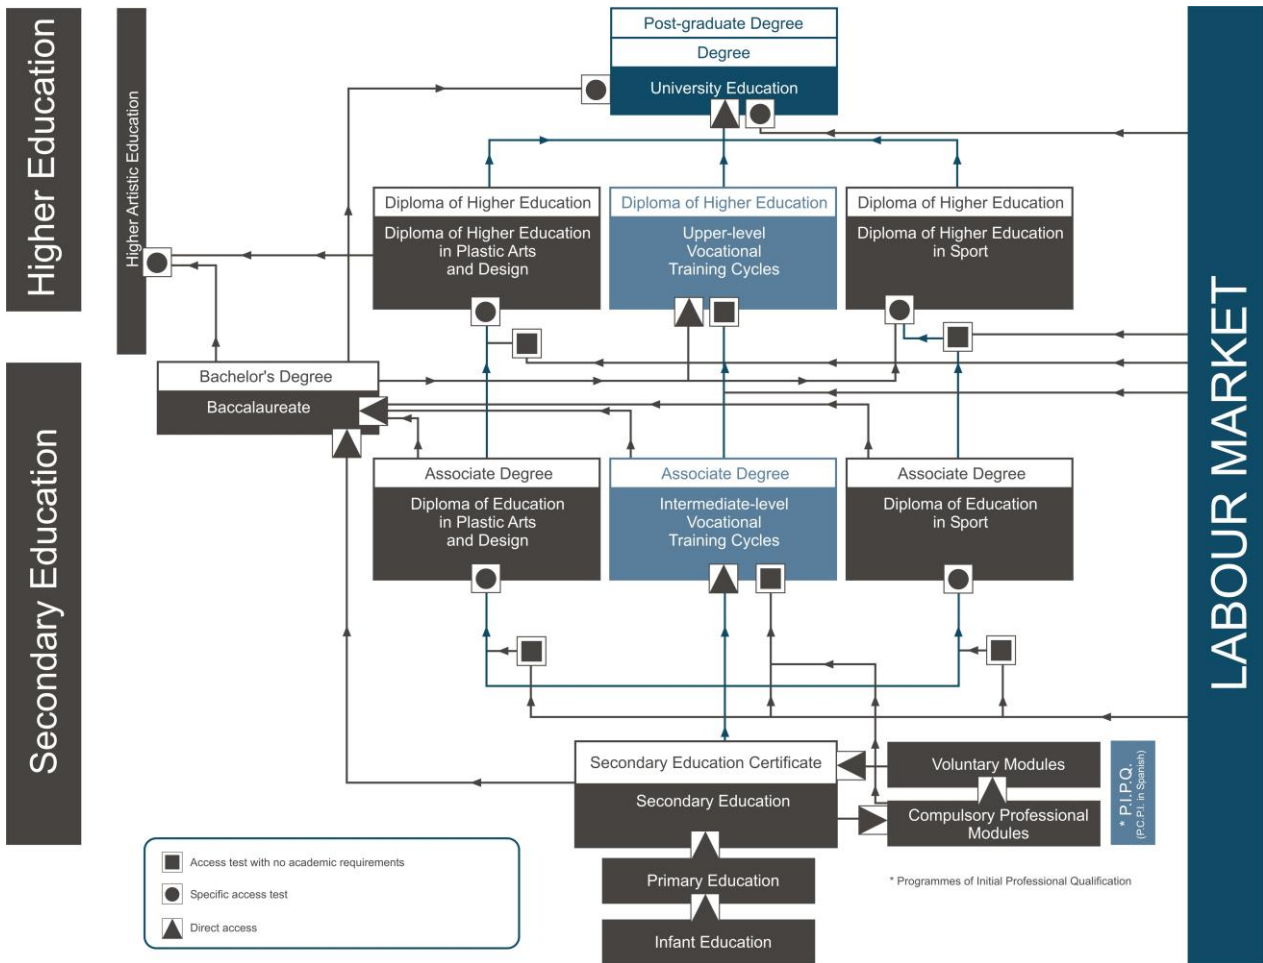 Higher Education
Higher Artistic Education
Post-graduate Degree
Degree
University Education
Diploma of Higher Education
Diploma of Higher Education
in Plastic Arts
and Design
Diploma of Higher Education
Upper-level
Vocational
Training Cycles
Diploma of Higher Education
Diploma of Higher Education
in Sport
LABOUR MARKET
Secondary Education
Bachelor's Degree
Baccalaureate
Associate Degree
Diploma of Education
in Plastic Arts
and Design
Associate Degree
Intermediate-level
Vocational
Training Cycles
Associate Degree
Diploma of Education
in Sport
Secondary Education Certificate
Secondary Education
Voluntary Modules
Compulsory Professional
Modules
* P.I.P.Q.
(P.C.P.I. in Spanish)
Primary Education
Infant Education
* Programmes of Initial Professional Qualification
Access test with no academic requirements
Specific access test
Direct access